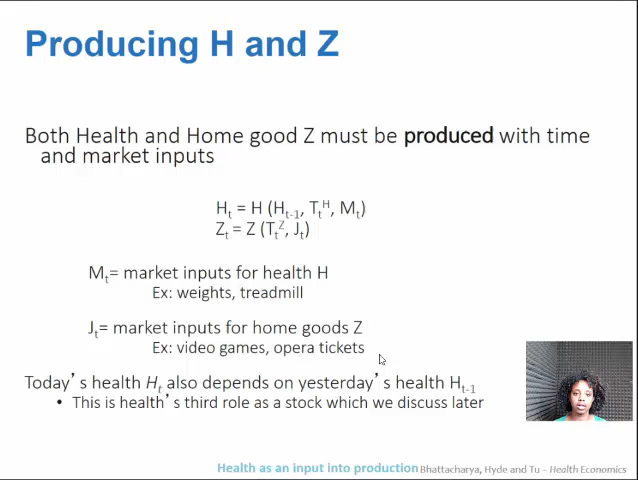 Producing H and Z
Both Health and Home good Z must be produced with time
and market inputs
Hₜ = H (Hₜ₋₁, Tₜᴴ, Mₜ)
Zₜ = Z (Tₜᶻ, Jₜ)
Mₜ= market inputs for health H
Ex: weights, treadmill
Jₜ= market inputs for home goods Z
Ex: video games, opera tickets
Today's health Hₜ also depends on yesterday's health Hₜ₋₁
• This is health's third role as a stock which we discuss later
Health as an input into production Bhattacharya, Hyde and Tu – Health Economics